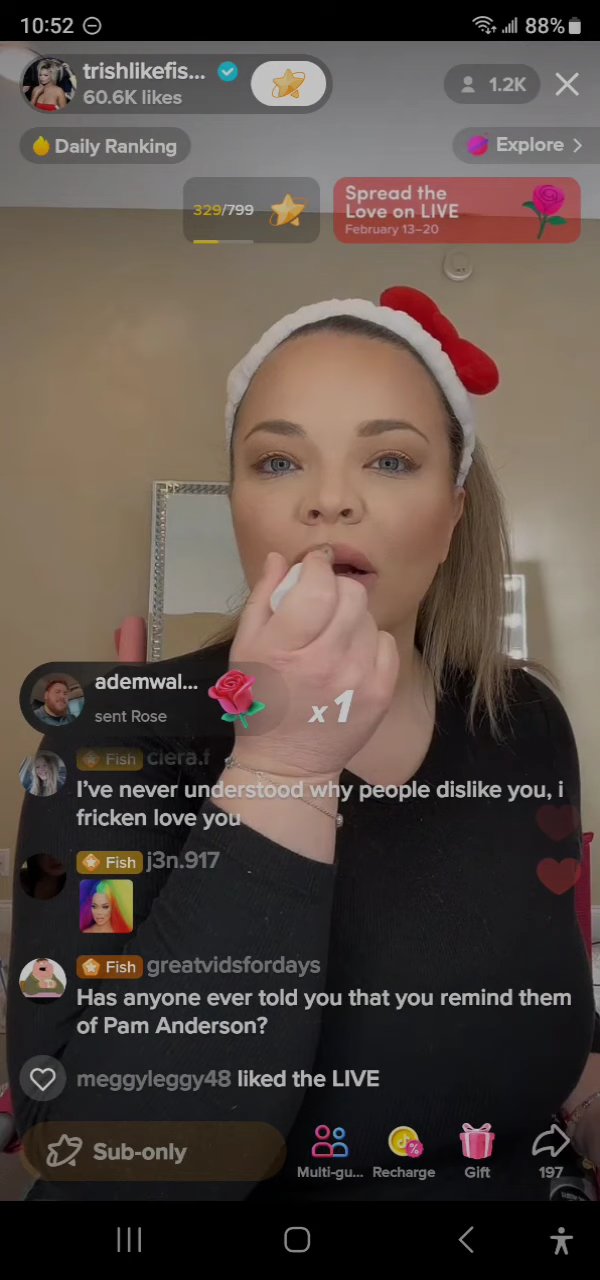 10:52
88%
trishlikefis...
60.6K likes
1.2K
Daily Ranking
Explore >
329/799
Spread the
Love on LIVE
February 13–20
ademwal...
sent Rose
x1
Fish ciera.f
I've never understood why people dislike you, i
fricken love you
Fish j3n.917
Fish greatvidsfordays
Has anyone ever told you that you remind them
of Pam Anderson?
meggyleggy48 liked the LIVE
Sub-only
Multi-gu...
Recharge
Gift
197